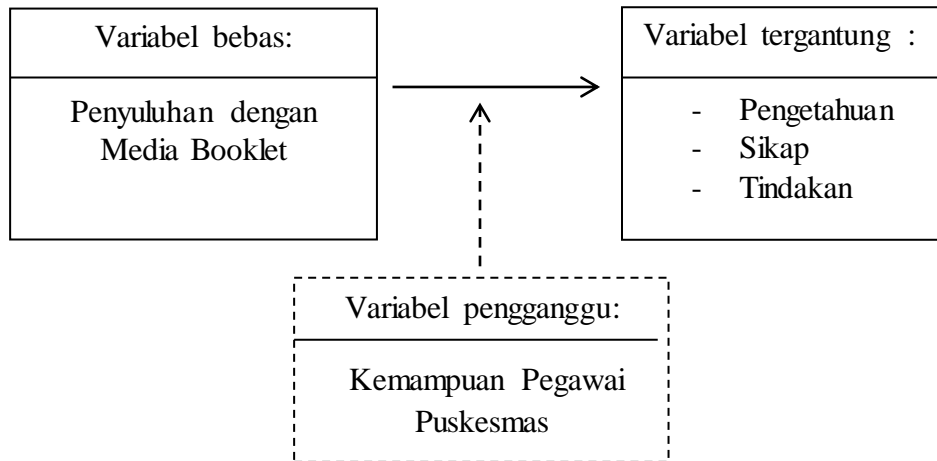 Variabel bebas:
Penyuluhan dengan
Media Booklet
Variabel tergantung :
- Pengetahuan
- Sikap
- Tindakan
Variabel pengganggu:
Kemampuan Pegawai
Puskesmas